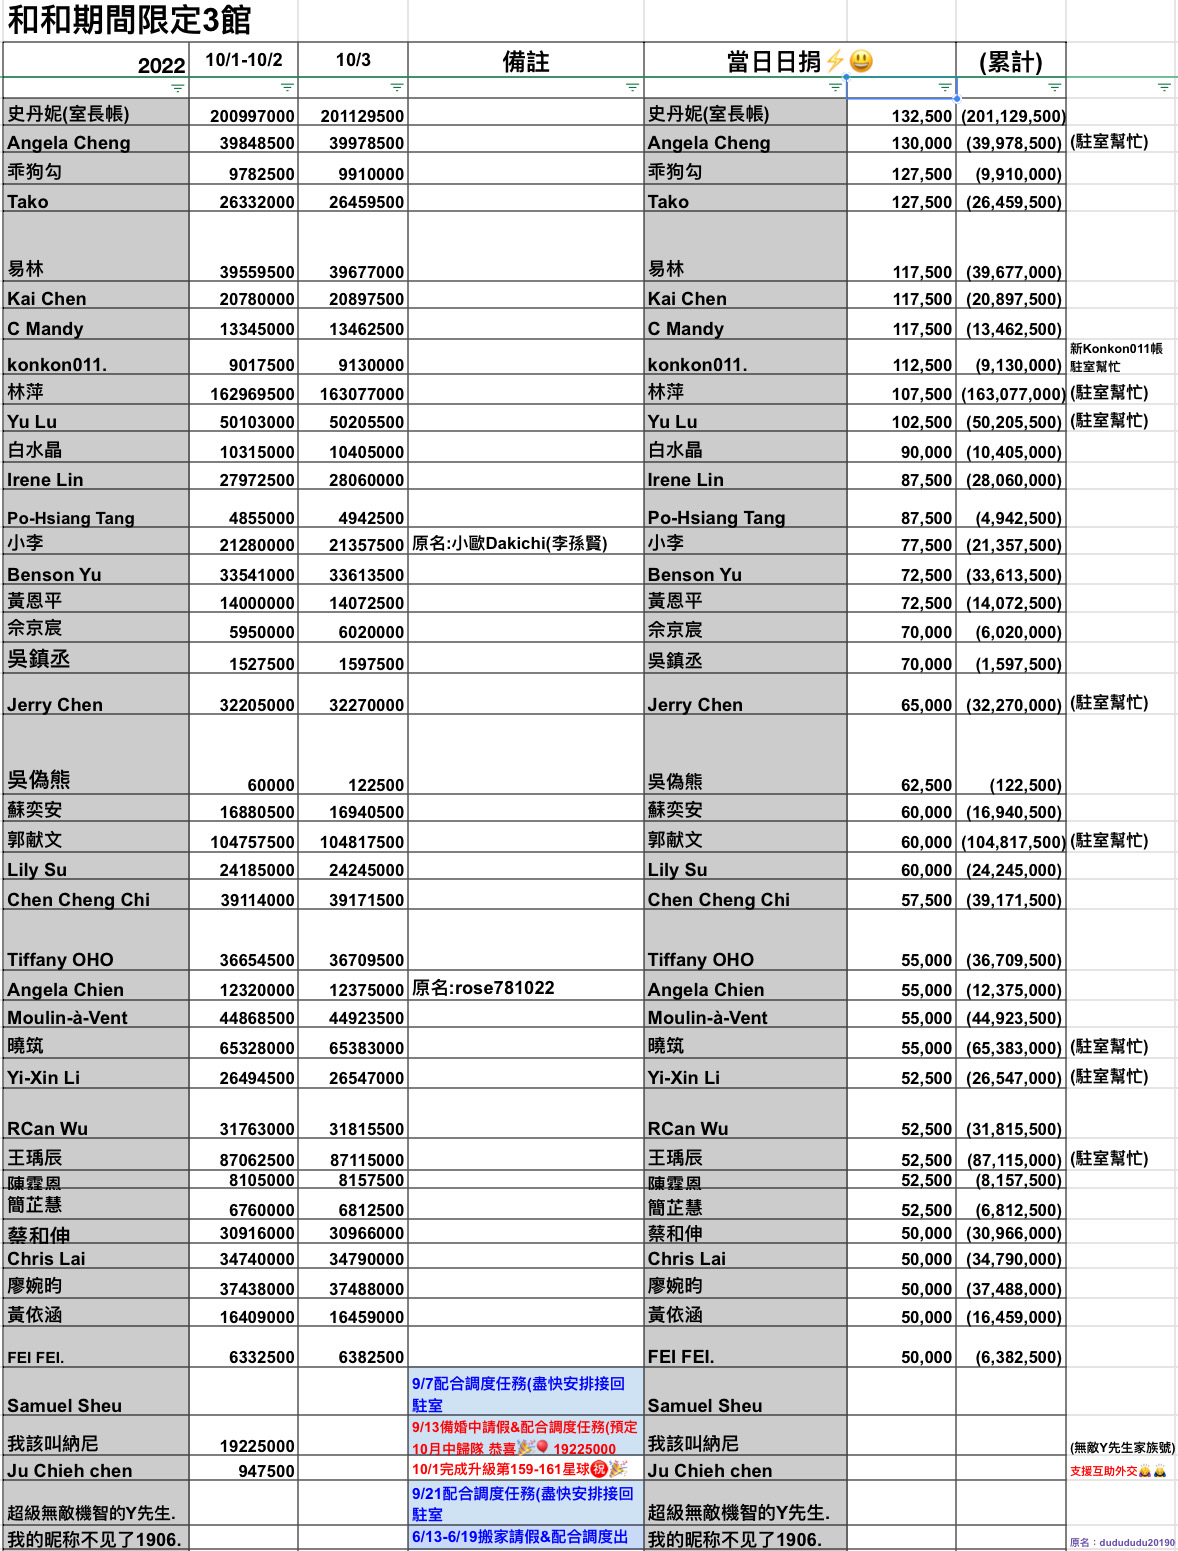 和和期間限定3館
2022 10/1-10/2 10/3 備註 當日日捐⚡😃 (累計)
史丹妮(室長帳) 200997000 201129500 史丹妮(室長帳) 132,500 (201,129,500)
Angela Cheng 39848500 39978500 Angela Cheng 130,000 (39,978,500) (駐室幫忙)
乖狗勾 9782500 9910000 乖狗勾 127,500 (9,910,000)
Tako 26332000 26459500 Tako 127,500 (26,459,500)
易林 39559500 39677000 易林 117,500 (39,677,000)
Kai Chen 20780000 20897500 Kai Chen 117,500 (20,897,500)
C Mandy 13345000 13462500 C Mandy 117,500 (13,462,500)
新Konkon011帳
konkon011. 9017500 9130000 konkon011. 112,500 (9,130,000) 駐室幫忙
林萍 162969500 163077000 林萍 107,500 (163,077,000) (駐室幫忙)
Yu Lu 50103000 50205500 Yu Lu 102,500 (50,205,500) (駐室幫忙)
白水晶 10315000 10405000 白水晶 90,000 (10,405,000)
Irene Lin 27972500 28060000 Irene Lin 87,500 (28,060,000)
Po-Hsiang Tang 4855000 4942500 Po-Hsiang Tang 87,500 (4,942,500)
小李 21280000 21357500 原名:小歐Dakichi(李孫賢) 小李 77,500 (21,357,500)
Benson Yu 33541000 33613500 Benson Yu 72,500 (33,613,500)
黃恩平 14000000 14072500 黃恩平 72,500 (14,072,500)
佘京宸 5950000 6020000 佘京宸 70,000 (6,020,000)
吳鎮丞 1527500 1597500 吳鎮丞 70,000 (1,597,500)
Jerry Chen 32205000 32270000 Jerry Chen 65,000 (32,270,000) (駐室幫忙)
吳偽熊 60000 122500 吳偽熊 62,500 (122,500)
蘇奕安 16880500 16940500 蘇奕安 60,000 (16,940,500)
郭献文 104757500 104817500 郭献文 60,000 (104,817,500) (駐室幫忙)
Lily Su 24185000 24245000 Lily Su 60,000 (24,245,000)
Chen Cheng Chi 39114000 39171500 Chen Cheng Chi 57,500 (39,171,500)
Tiffany OHO 36654500 36709500 Tiffany OHO 55,000 (36,709,500)
Angela Chien 12320000 12375000 原名:rose781022 Angela Chien 55,000 (12,375,000)
Moulin-à-Vent 44868500 44923500 Moulin-à-Vent 55,000 (44,923,500)
曉筑 65328000 65383000 曉筑 55,000 (65,383,000) (駐室幫忙)
Yi-Xin Li 26494500 26547000 Yi-Xin Li 52,500 (26,547,000) (駐室幫忙)
RCan Wu 31763000 31815500 RCan Wu 52,500 (31,815,500)
王瑀辰 87062500 87115000 王瑀辰 52,500 (87,115,000) (駐室幫忙)
陳霆恩 8105000 8157500 陳霆恩 52,500 (8,157,500)
簡芷慧 6760000 6812500 簡芷慧 52,500 (6,812,500)
蔡和伸 30916000 30966000 蔡和伸 50,000 (30,966,000)
Chris Lai 34740000 34790000 Chris Lai 50,000 (34,790,000)
廖婉昀 37438000 37488000 廖婉昀 50,000 (37,488,000)
黃依涵 16409000 16459000 黃依涵 50,000 (16,459,000)
FEI FEI. 6332500 6382500 FEI FEI. 50,000 (6,382,500)
9/7配合調度任務(盡快安排接回
Samuel Sheu 駐室 Samuel Sheu
9/13備婚中請假&配合調度任務(預定
我該叫納尼 19225000 10月中歸隊 恭喜🎉🎈 19225000 我該叫納尼 (無敵Y先生家族號)
Ju Chieh chen 947500 10/1完成升級第159-161星球㊗️🎉 Ju Chieh chen 支援互助外交🙇🙇
9/21配合調度任務(盡快安排接回
超級無敵機智的Y先生. 駐室 超級無敵機智的Y先生.
我的昵称不见了1906. 6/13-6/19搬家請假&配合調度出 我的昵称不见了1906. 原名：dudududu20190